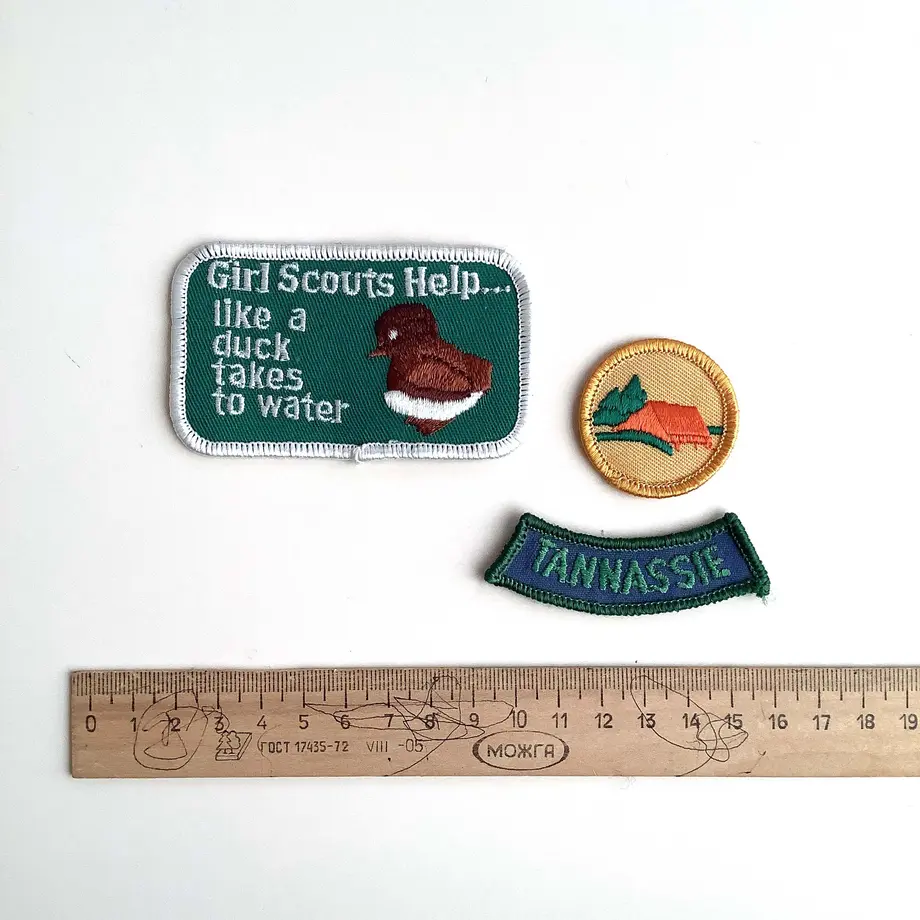 Girl Scouts Help...
like a
duck
takes
to water
TANNASSIE
0 1 2 3 4 5 6 7 8 9 10 11 12 13 14 15 16 17 18 19
ГОСТ 17435-72 VIII -05 МОЖГА